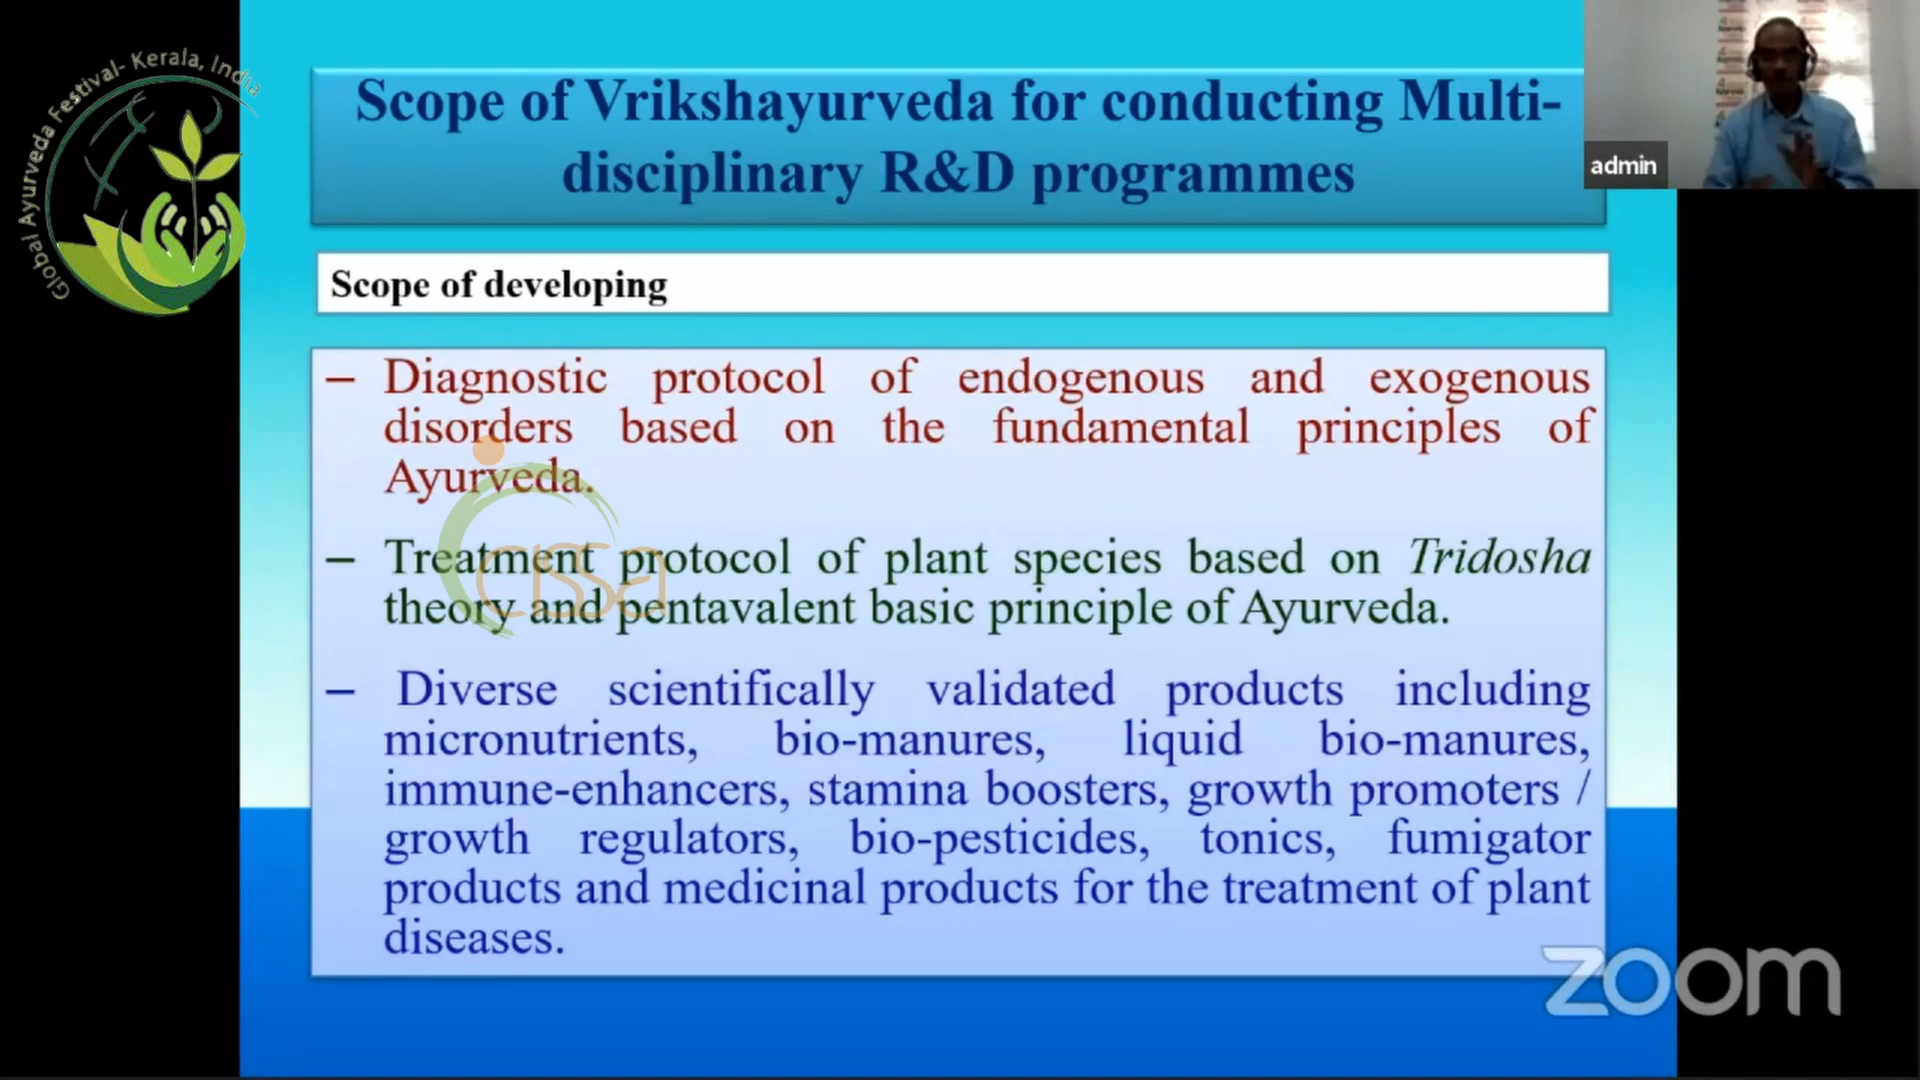 Global Ayurveda Festival- Kerala, India
Scope of Vrikshayurveda for conducting Multi-
disciplinary R&D programmes
admin
Scope of developing
– Diagnostic protocol of endogenous and exogenous
disorders based on the fundamental principles of
Ayurveda.
– Treatment protocol of plant species based on Tridosha
theory and pentavalent basic principle of Ayurveda.
– Diverse scientifically validated products including
micronutrients, bio-manures, liquid bio-manures,
immune-enhancers, stamina boosters, growth promoters /
growth regulators, bio-pesticides, tonics, fumigator
products and medicinal products for the treatment of plant
diseases.
cissa
zoom